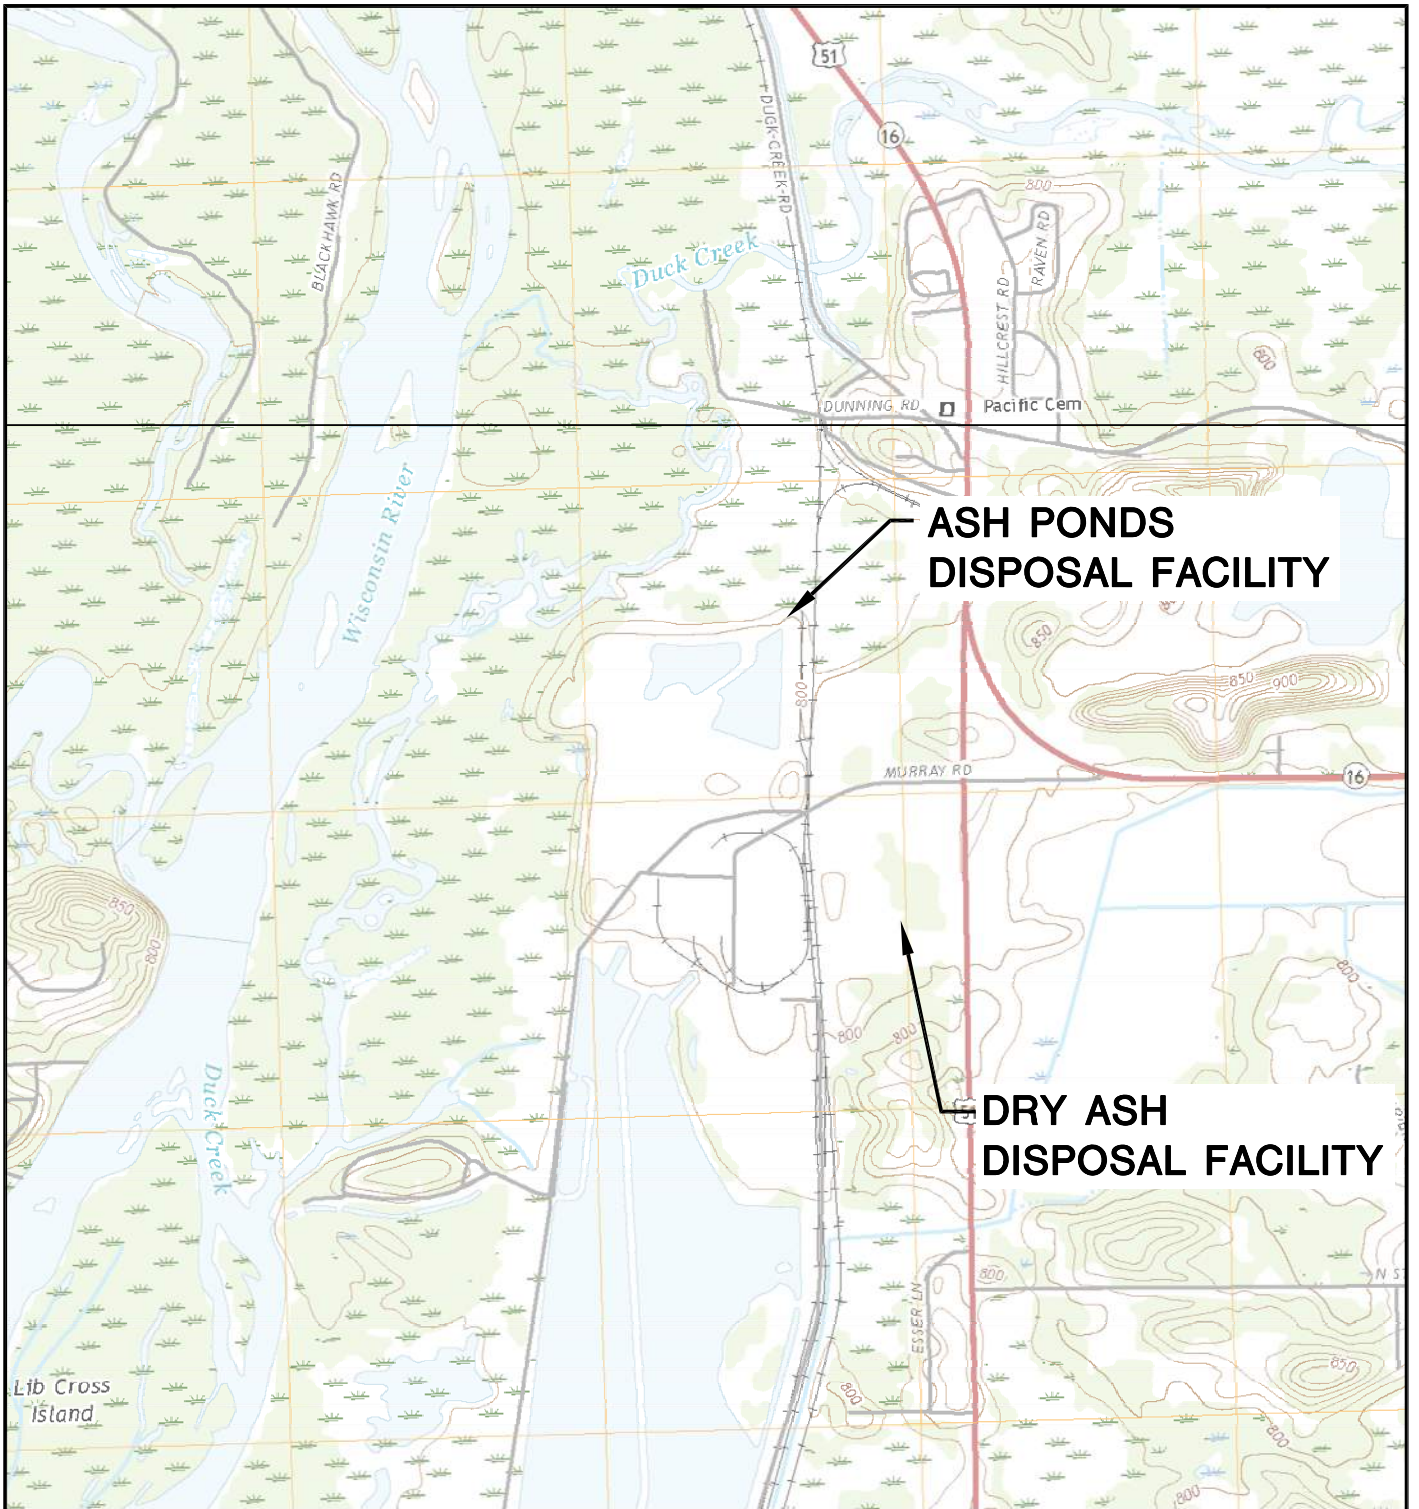 51
DUCK-CREEK-RD
16
800
BLACKHAWK RD
RAVEN RD
Duck Creek
HILLCREST RD
800
DUNNING RD
Pacific Cem
Wisconsin River
ASH PONDS
DISPOSAL FACILITY
850
850
900
800
MURRAY RD
16
850
800
800
800
800
Duck Creek
DRY ASH
DISPOSAL FACILITY
800
ESSER LN
850
Lib Cross
Island
800
800
800